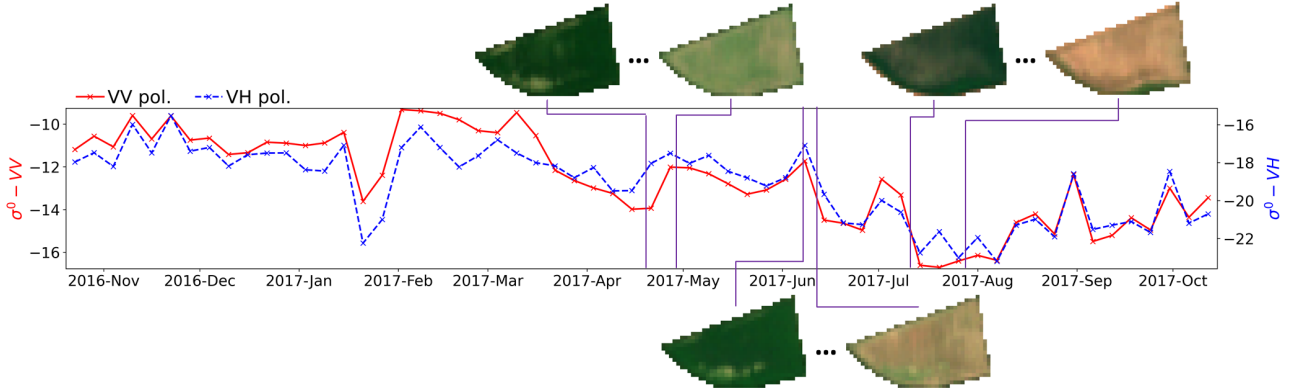 ... ...
VV pol. VH pol.
−10 −16
−12 −18
−14 −20
−16 −22
σ⁰ − VV
σ⁰ − VH
2016-Nov 2016-Dec 2017-Jan 2017-Feb 2017-Mar 2017-Apr 2017-May 2017-Jun 2017-Jul 2017-Aug 2017-Sep 2017-Oct
...